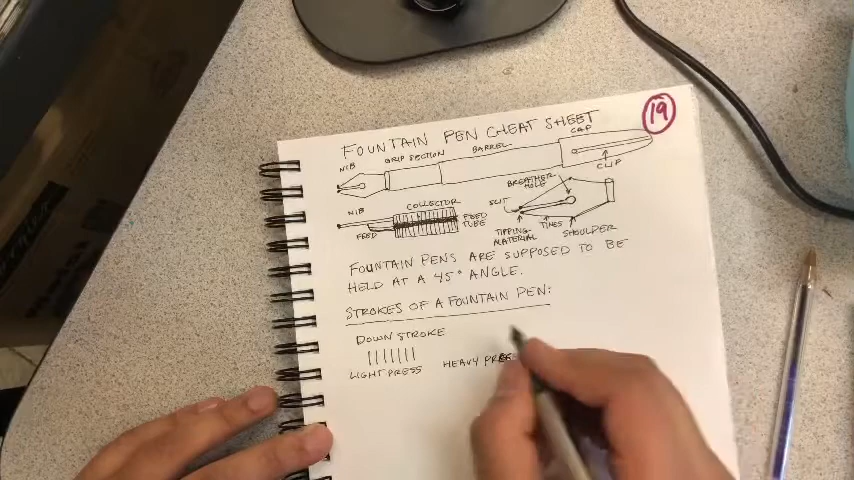 19
FOUNTAIN PEN CHEAT SHEET
NIB
GRIP SECTION
BARREL
CAP
CLIP
NIB
COLLECTOR
FEED
FEED TUBE
BREATHER HOLE
SLIT
TIPPING MATERIAL
TINES
SHOULDER
FOUNTAIN PENS ARE SUPPOSED TO BE
HELD AT A 45° ANGLE.
STROKES OF A FOUNTAIN PEN:
DOWN STROKE
LIGHT PRESS
HEAVY PRES